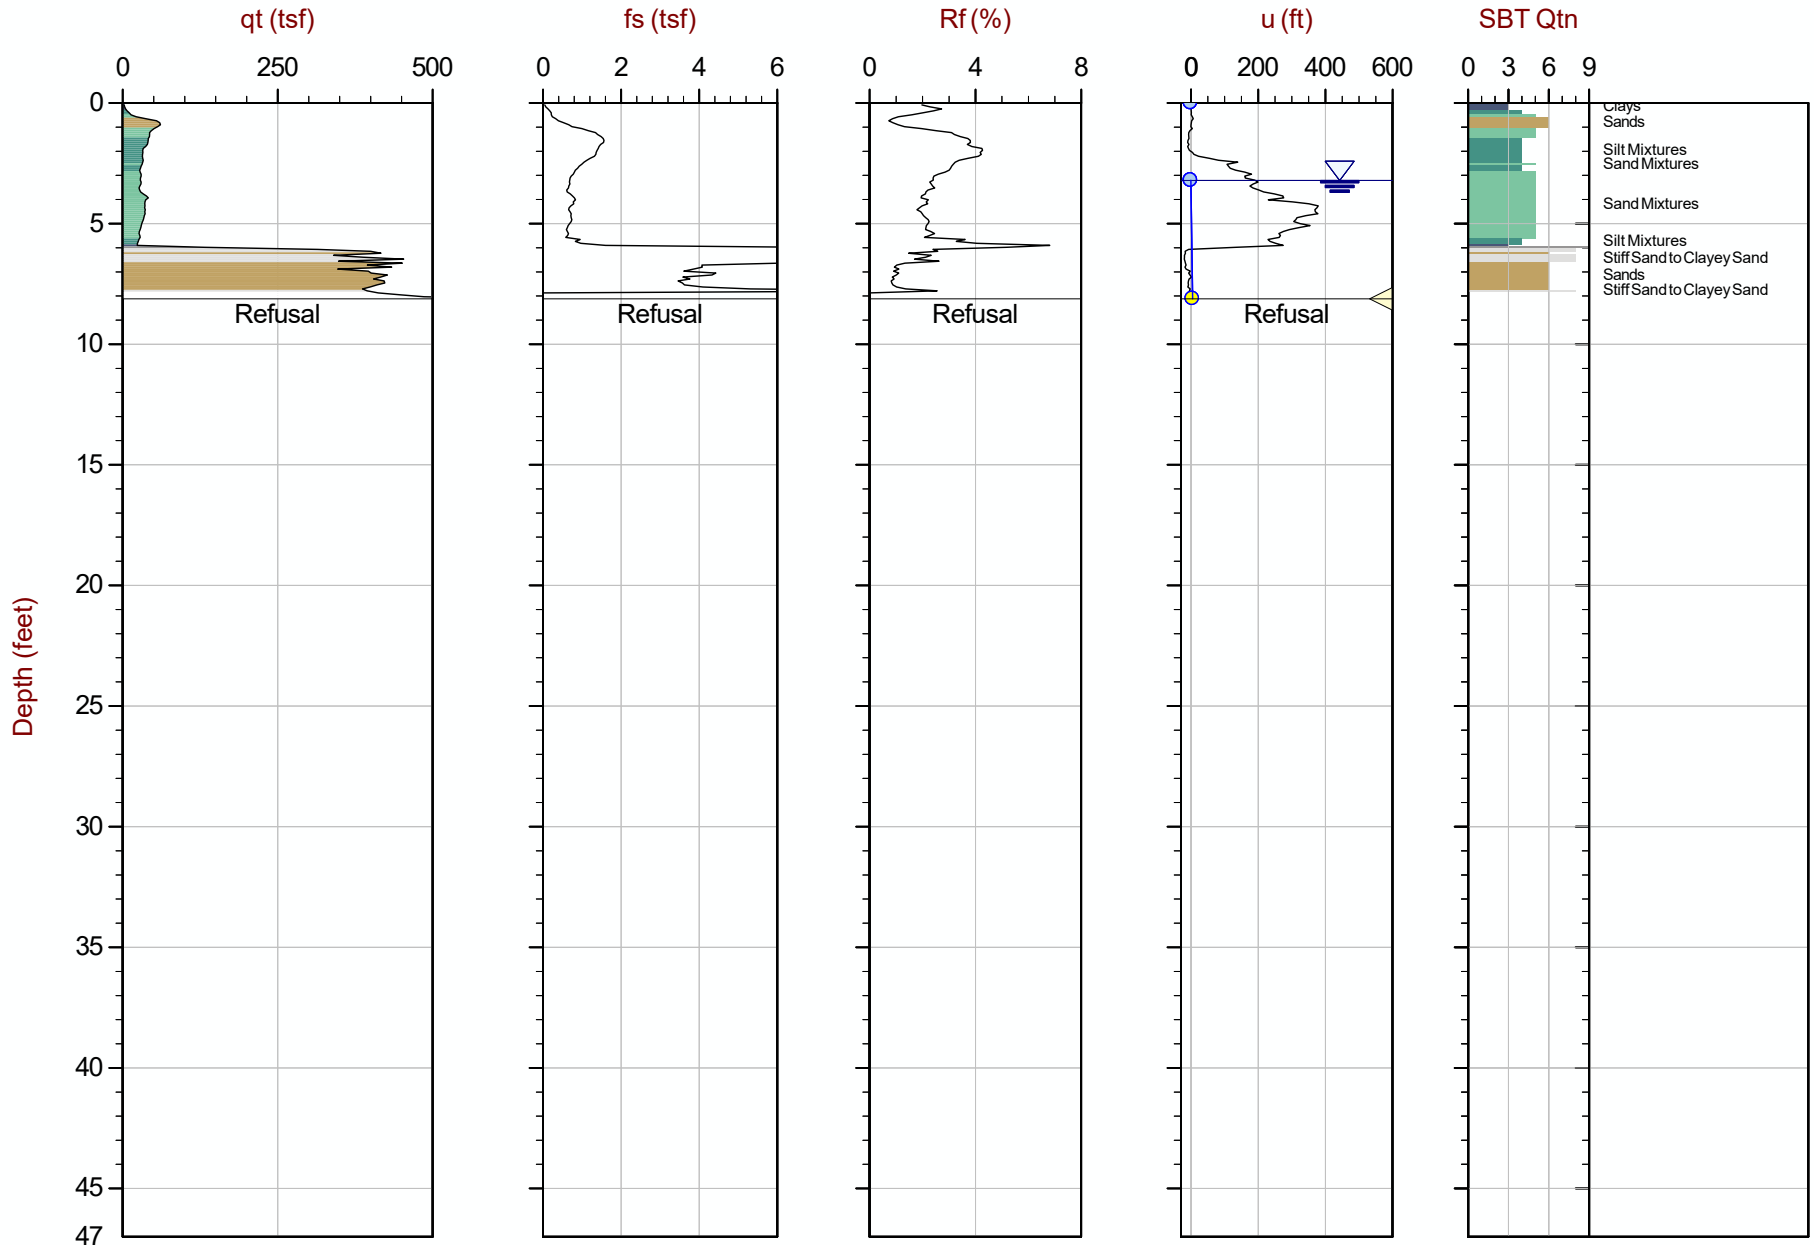 qt (tsf) fs (tsf) Rf (%) u (ft) SBT Qtn
0 250 500 0 2 4 6 0 4 8 0 200 400 600 0 3 6 9
0
Clays
Sands
Silt Mixtures
Sand Mixtures
Sand Mixtures
5
Silt Mixtures
Stiff Sand to Clayey Sand
Sands
Stiff Sand to Clayey Sand
Refusal Refusal Refusal Refusal
10
15
20
Depth (feet)
25
30
35
40
45
47